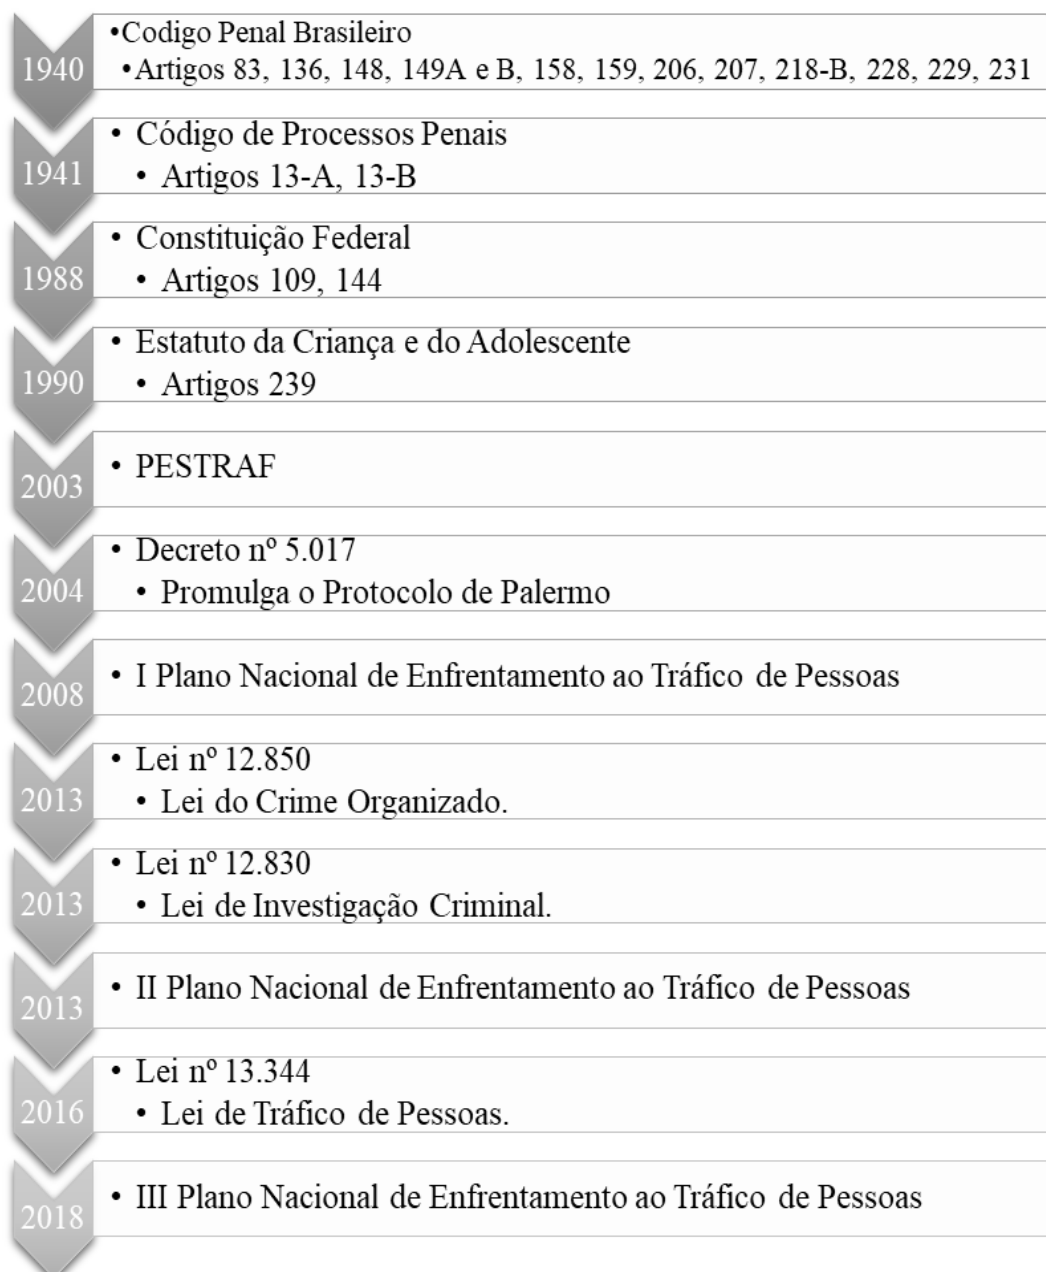 1940
•Codigo Penal Brasileiro
•Artigos 83, 136, 148, 149A e B, 158, 159, 206, 207, 218-B, 228, 229, 231
1941
• Código de Processos Penais
• Artigos 13-A, 13-B
1988
• Constituição Federal
• Artigos 109, 144
1990
• Estatuto da Criança e do Adolescente
• Artigos 239
2003
• PESTRAF
2004
• Decreto nº 5.017
• Promulga o Protocolo de Palermo
2008
• I Plano Nacional de Enfrentamento ao Tráfico de Pessoas
2013
• Lei nº 12.850
• Lei do Crime Organizado.
2013
• Lei nº 12.830
• Lei de Investigação Criminal.
2013
• II Plano Nacional de Enfrentamento ao Tráfico de Pessoas
2016
• Lei nº 13.344
• Lei de Tráfico de Pessoas.
2018
• III Plano Nacional de Enfrentamento ao Tráfico de Pessoas